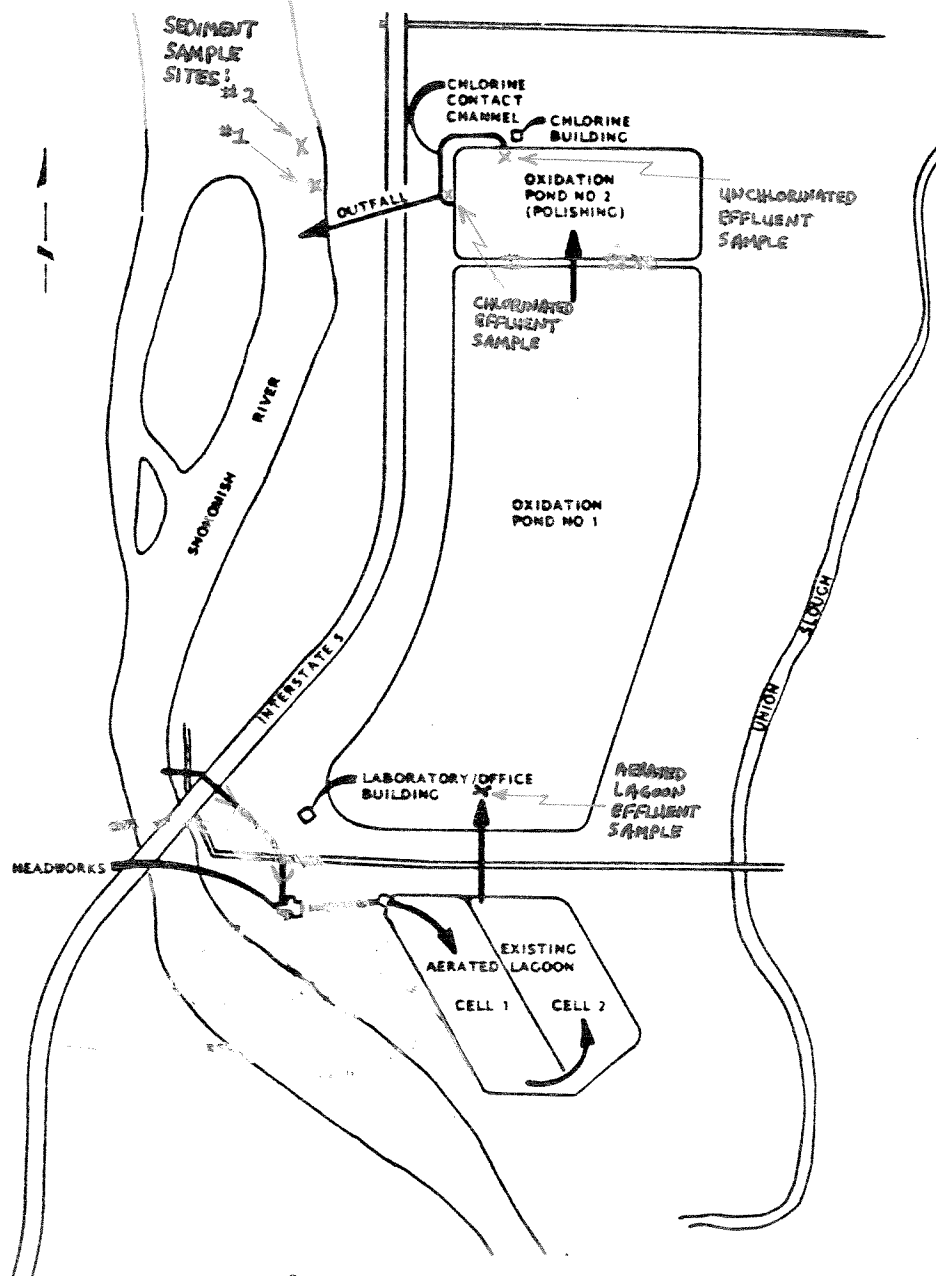 SEDIMENT
SAMPLE
SITES:
#2
#1
CHLORINE
CONTACT
CHANNEL
CHLORINE
BUILDING
OUTFALL
OXIDATION
POND NO 2
(POLISHING)
UNCHLORINATED
EFFLUENT
SAMPLE
CHLORINATED
EFFLUENT
SAMPLE
SNOHOMISH RIVER
OXIDATION
POND NO 1
INTERSTATE 5
UNION SLOUGH
LABORATORY/OFFICE
BUILDING
AERATED
LAGOON
EFFLUENT
SAMPLE
HEADWORKS
EXISTING
AERATED LAGOON
CELL 1
CELL 2